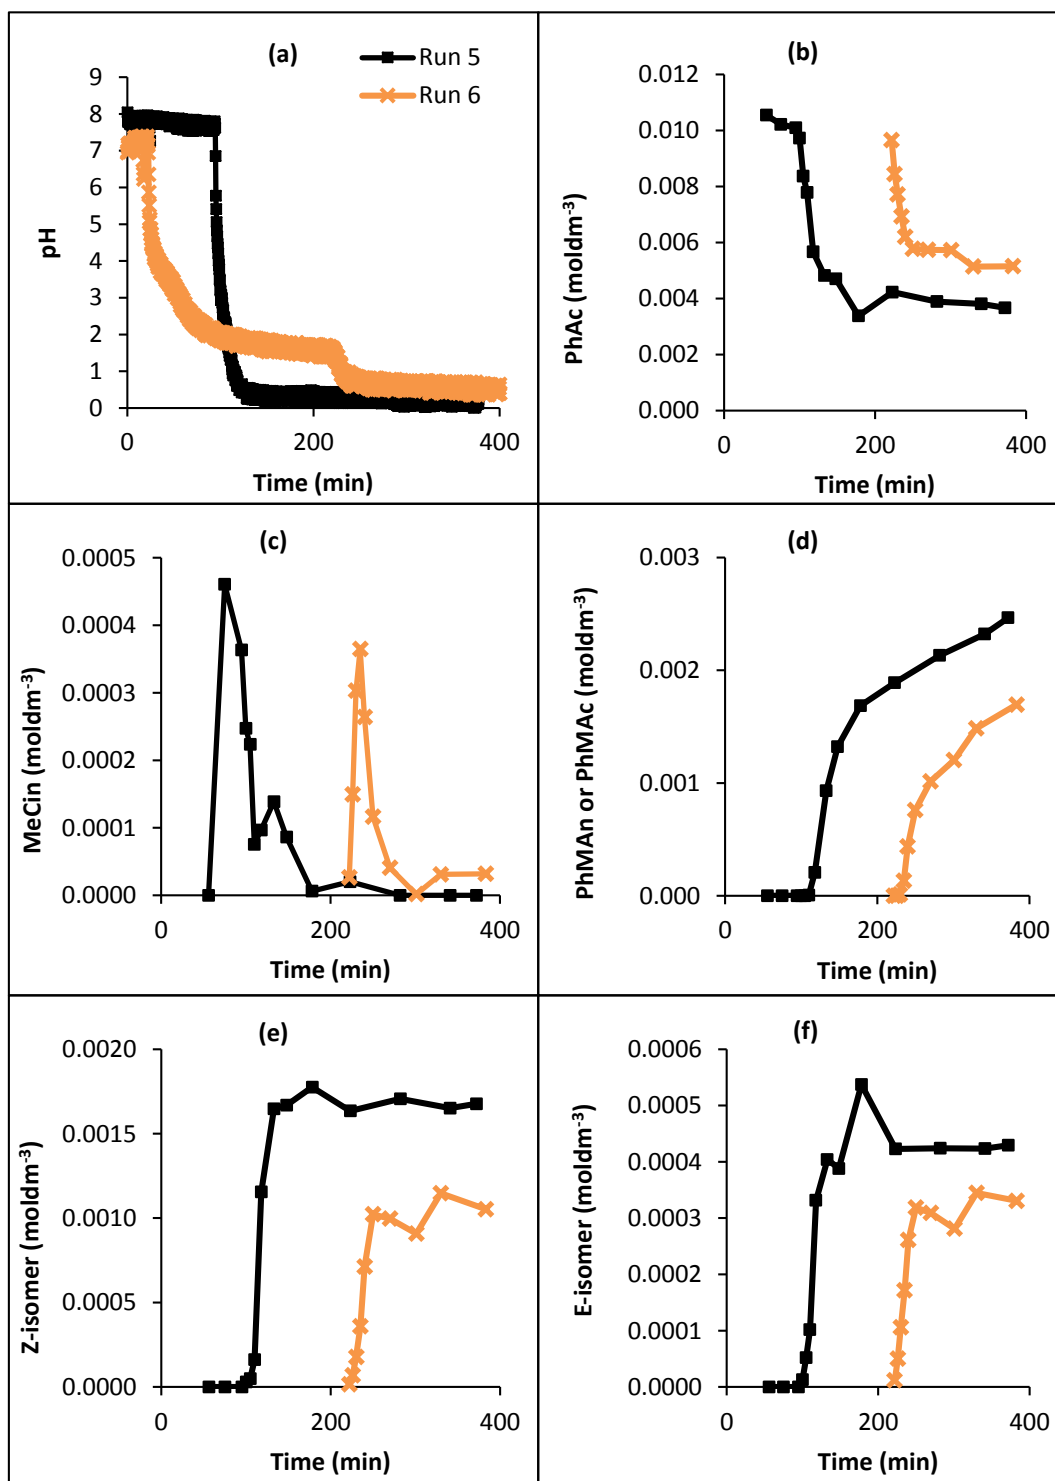 (a)
Run 5
Run 6
9
8
7
6
5
4
3
2
1
0
pH
0
200
400
Time (min)
(b)
0.012
0.010
0.008
0.006
0.004
0.002
0.000
PhAc (moldm⁻³)
0
200
400
Time (min)
(c)
0.0005
0.0004
0.0003
0.0002
0.0001
0.0000
MeCin (moldm⁻³)
0
200
400
Time (min)
(d)
0.003
0.002
0.001
0.000
PhMAn or PhMAc (moldm⁻³)
0
200
400
Time (min)
(e)
0.0020
0.0015
0.0010
0.0005
0.0000
Z-isomer (moldm⁻³)
0
200
400
Time (min)
(f)
0.0006
0.0005
0.0004
0.0003
0.0002
0.0001
0.0000
E-isomer (moldm⁻³)
0
200
400
Time (min)